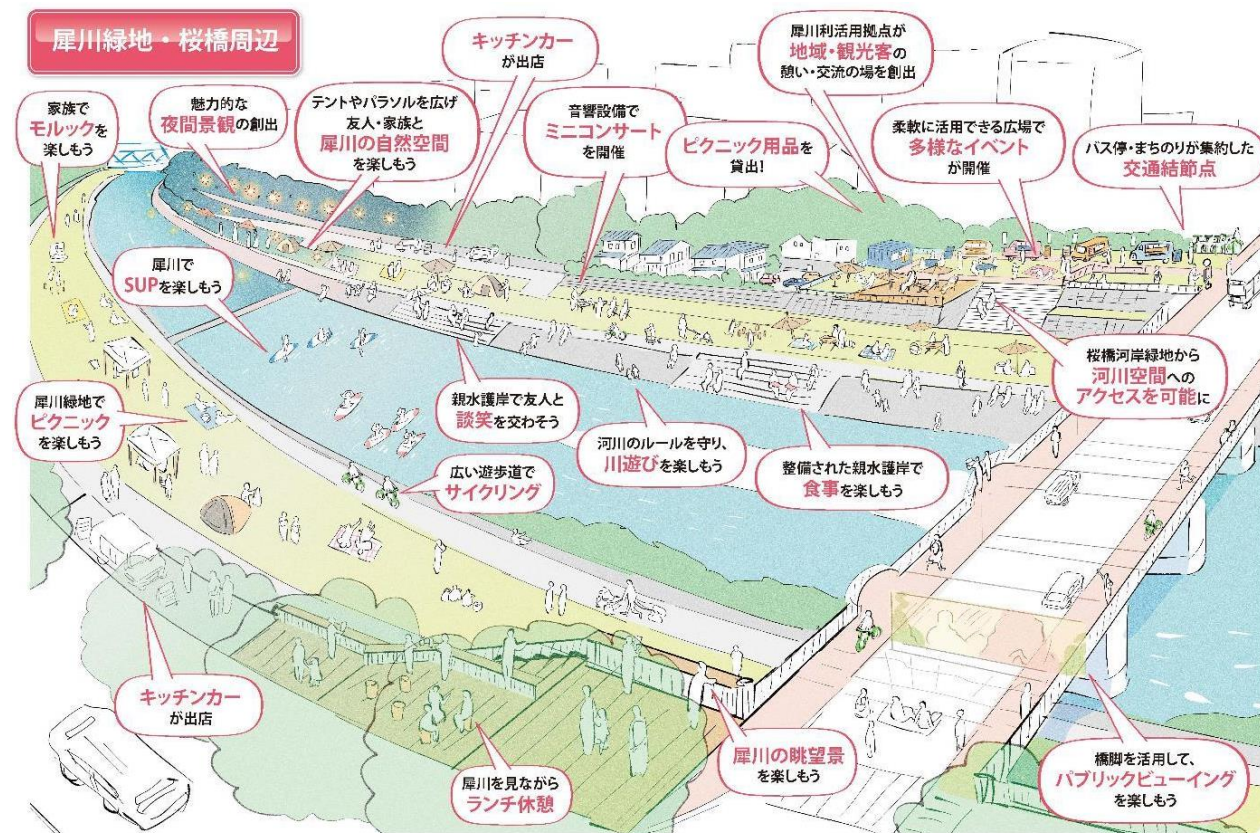 犀川緑地・桜橋周辺
家族で
モルックを
楽しもう
魅力的な
夜間景観の創出
テントやパラソルを広げ
友人・家族と
犀川の自然空間
を楽しもう
キッチンカー
が出店
音響設備で
ミニコンサート
を開催
ピクニック用品を
貸出!
犀川利活用拠点が
地域・観光客の
憩い・交流の場を創出
柔軟に活用できる広場で
多様なイベント
が開催
バス停・まちのりが集約した
交通結節点
犀川で
SUPを楽しもう
犀川緑地で
ピクニック
を楽しもう
親水護岸で友人と
談笑を交わそう
広い遊歩道で
サイクリング
河川のルールを守り、
川遊びを楽しもう
整備された親水護岸で
食事を楽しもう
桜橋河岸緑地から
河川空間への
アクセスを可能に
キッチンカー
が出店
犀川を見ながら
ランチ休憩
犀川の眺望景
を楽しもう
橋脚を活用して、
パブリックビューイング
を楽しもう